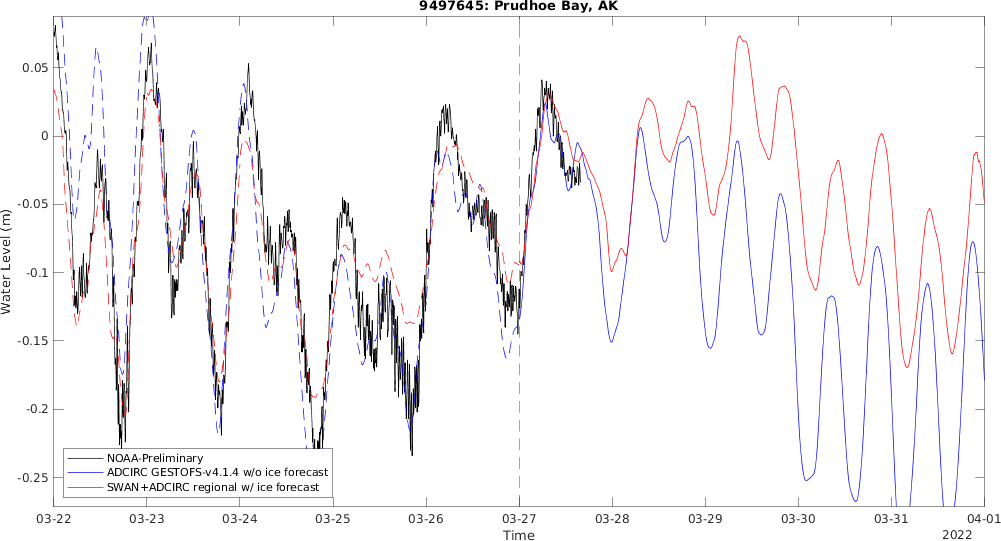 9497645: Prudhoe Bay, AK
Water Level (m)
0.05
0
-0.05
-0.1
-0.15
-0.2
-0.25
NOAA-Preliminary
ADCIRC GESTOFS-v4.1.4 w/o ice forecast
SWAN+ADCIRC regional w/ ice forecast
03-22 03-23 03-24 03-25 03-26 03-27 03-28 03-29 03-30 03-31 04-01
Time
2022